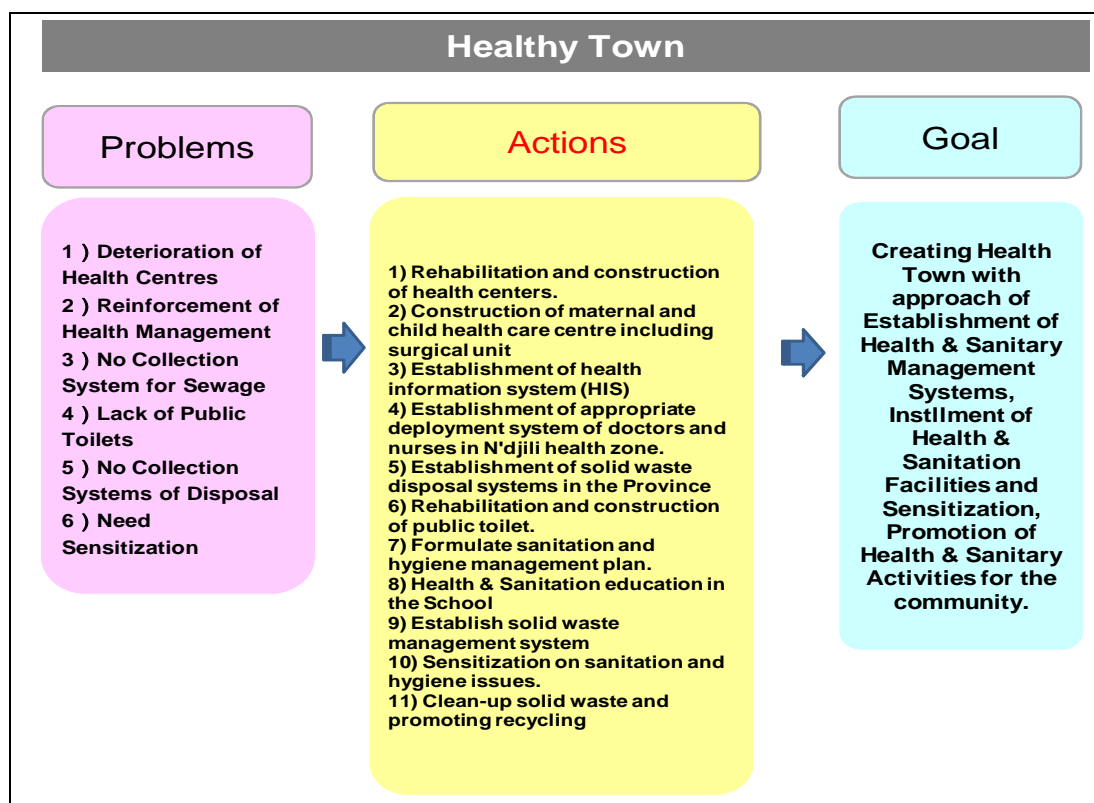 Healthy Town
Problems
1 ) Deterioration of
Health Centres
2 ) Reinforcement of
Health Management
3 ) No Collection
System for Sewage
4 ) Lack of Public
Toilets
5 ) No Collection
Systems of Disposal
6 ) Need
Sensitization
Actions
1) Rehabilitation and construction
of health centers.
2) Construction of maternal and
child health care centre including
surgical unit
3) Establishment of health
information system (HIS)
4) Establishment of appropriate
deployment system of doctors and
nurses in N'djili health zone.
5) Establishment of solid waste
disposal systems in the Province
6) Rehabilitation and construction
of public toilet.
7) Formulate sanitation and
hygiene management plan.
8) Health & Sanitation education in
the School
9) Establish solid waste
management system
10) Sensitization on sanitation and
hygiene issues.
11) Clean-up solid waste and
promoting recycling
Goal
Creating Health
Town with
approach of
Establishment of
Health & Sanitary
Management
Systems,
Instllment of
Health &
Sanitation
Facilities and
Sensitization,
Promotion of
Health & Sanitary
Activities for the
community.